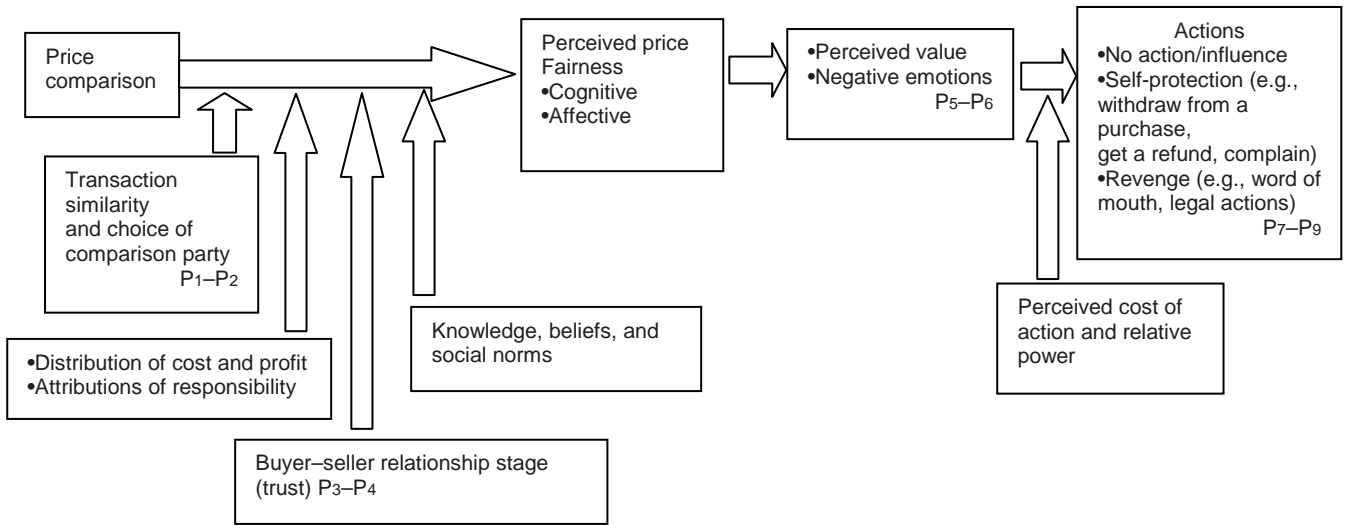 Price
comparison
Transaction
similarity
and choice of
comparison party
P1–P2
•Distribution of cost and profit
•Attributions of responsibility
Buyer–seller relationship stage
(trust) P3–P4
Knowledge, beliefs, and
social norms
Perceived price
Fairness
•Cognitive
•Affective
•Perceived value
•Negative emotions
P5–P6
Perceived cost of
action and relative
power
Actions
•No action/influence
•Self-protection (e.g.,
withdraw from a
purchase,
get a refund, complain)
•Revenge (e.g., word of
mouth, legal actions)
P7–P9